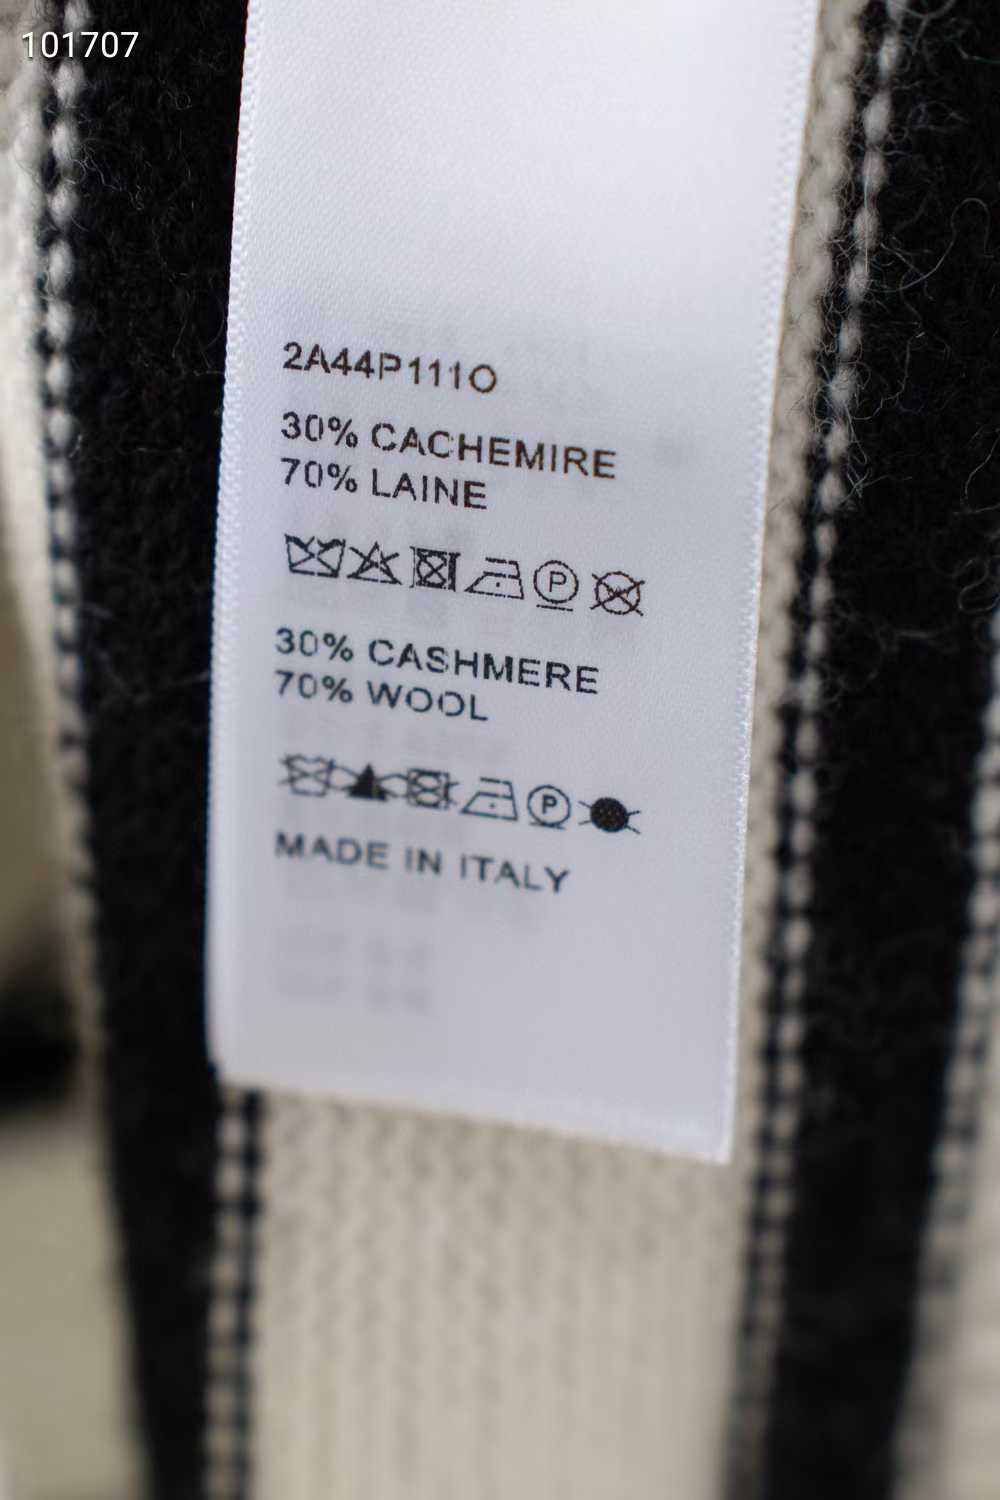 101707
2A44P111O
30% CACHEMIRE
70% LAINE
P W
30% CASHMERE
70% WOOL
P
MADE IN ITALY